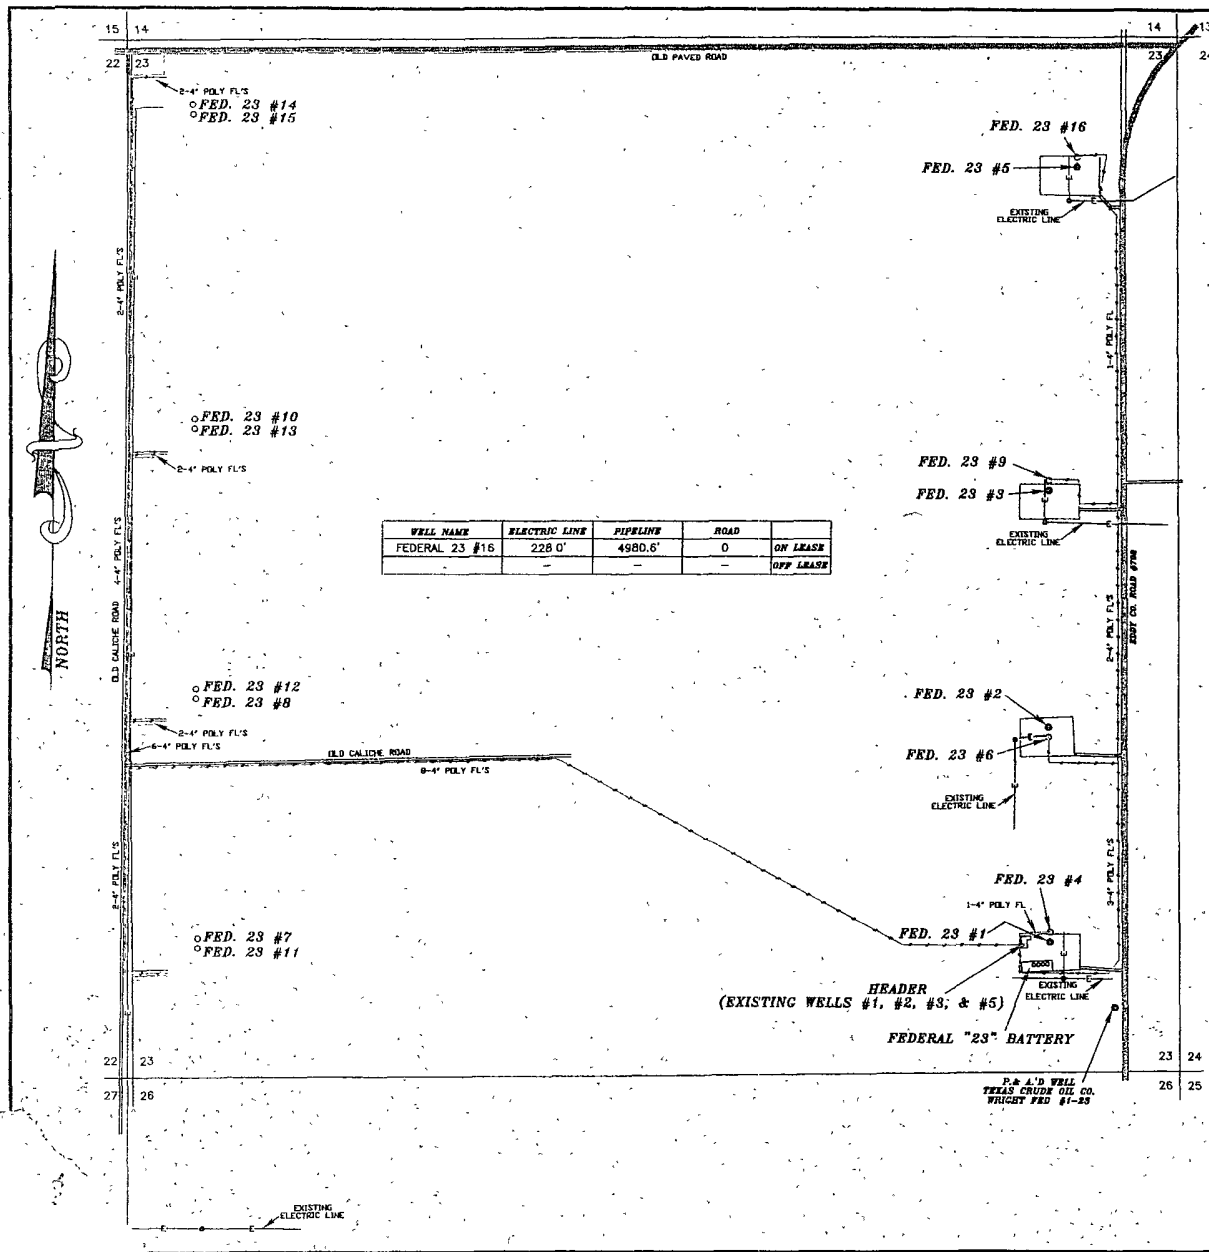 15 14
14 13
22 23
23 24
OLD PAVED ROAD
2-4" POLY FL'S
FED. 23 #14
FED. 23 #15
FED. 23 #16
FED. 23 #5
EXISTING
ELECTRIC LINE
2-4" POLY FL'S
1-4" POLY FL
FED. 23 #10
FED. 23 #13
2-4" POLY FL'S
FED. 23 #9
FED. 23 #3
EXISTING
ELECTRIC LINE
WELL NAME ELECTRIC LINE PIPELINE ROAD
FEDERAL 23 #16 228.0' 4980.6' 0 ON LEASE
- - - - OFF LEASE
4-4" POLY FL'S
OLD CALICHE ROAD
NORTH
EDDY CO. ROAD #798
2-4" POLY FL'S
FED. 23 #12
FED. 23 #8
2-4" POLY FL'S
6-4" POLY FL'S
OLD CALICHE ROAD
8-4" POLY FL'S
FED. 23 #2
FED. 23 #6
EXISTING
ELECTRIC LINE
2-4" POLY FL'S
3-4" POLY FL'S
FED. 23 #4
1-4" POLY FL
FED. 23 #1
FED. 23 #7
FED. 23 #11
HEADER
(EXISTING WELLS #1, #2, #3, & #5)
EXISTING
ELECTRIC LINE
FEDERAL "23" BATTERY
22 23
23 24
27 26
26 25
P.& A.'D WELL
TEXAS CRUDE OIL CO.
WRIGHT FED #1-23
EXISTING
ELECTRIC LINE